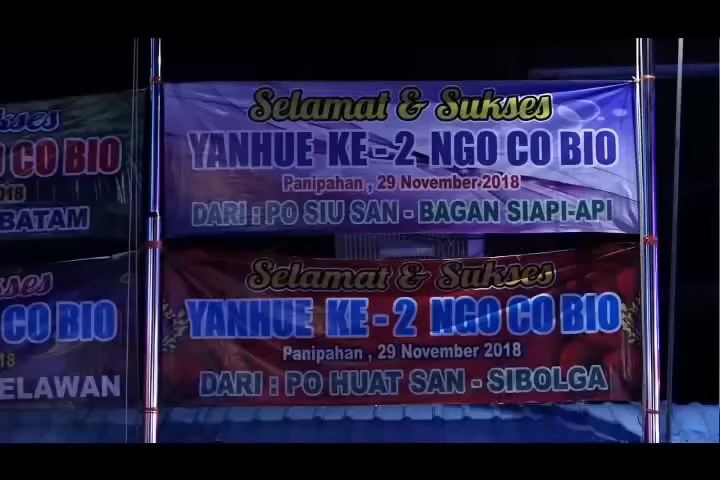 Selamat & Sukses
YANHUE KE-2 NGO CO BIO
Panipahan, 29 November 2018
DARI : PO SIU SAN - BAGAN SIAPI-API
Selamat & Sukses
YANHUE KE-2 NGO CO BIO
Panipahan, 29 November 2018
DARI : PO HUAT SAN - SIBOLGA
CO BIO
2018
BATAM
CO BIO